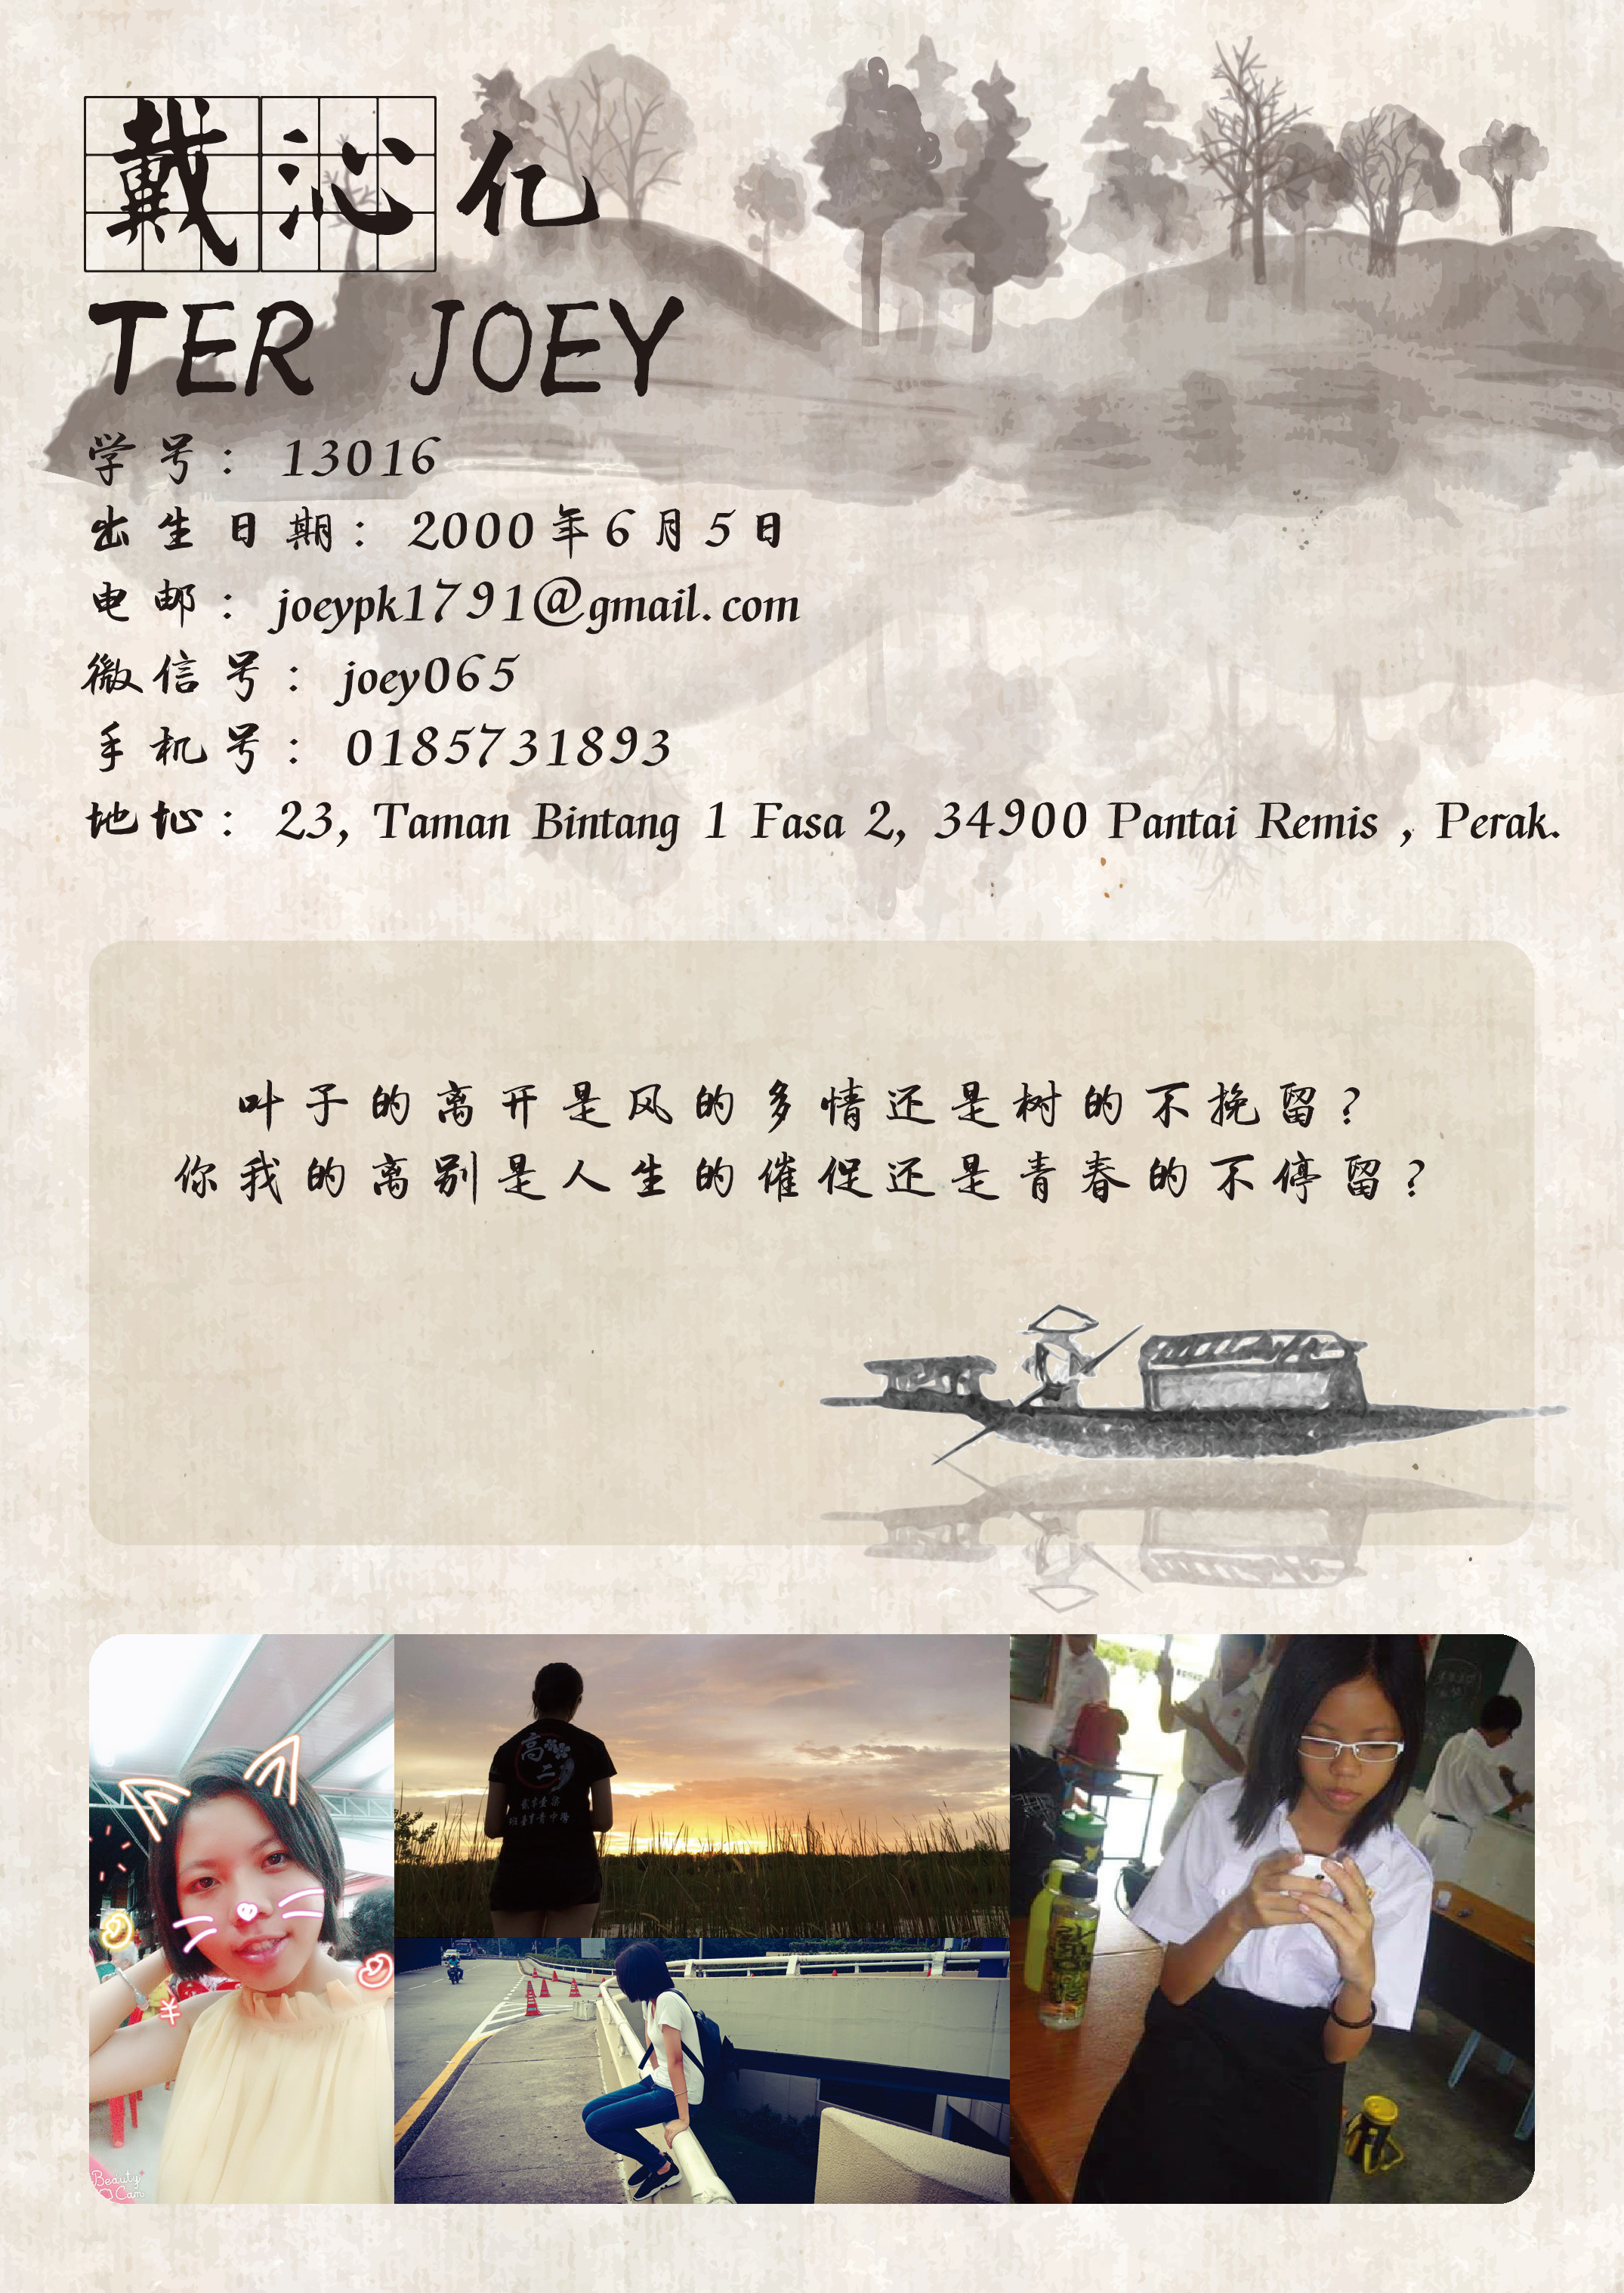 戴沁亿
TER JOEY
学号： 13016
出生日期： 2000年6月5日
电邮： joeypk1791@gmail.com
微信号： joey065
手机号： 0185731893
地址： 23, Taman Bintang 1 Fasa 2, 34900 Pantai Remis , Perak.
叶子的离开是风的多情还是树的不挽留？
你我的离别是人生的催促还是青春的不停留？
高
二
Beauty
Cam